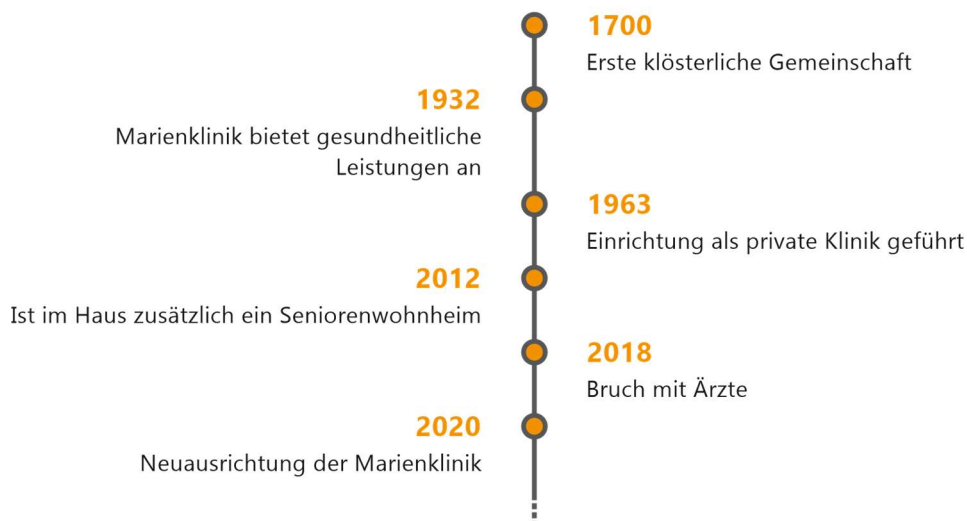 1700
Erste klösterliche Gemeinschaft
1932
Marienklinik bietet gesundheitliche
Leistungen an
1963
Einrichtung als private Klinik geführt
2012
Ist im Haus zusätzlich ein Seniorenwohnheim
2018
Bruch mit Ärzte
2020
Neuausrichtung der Marienklinik